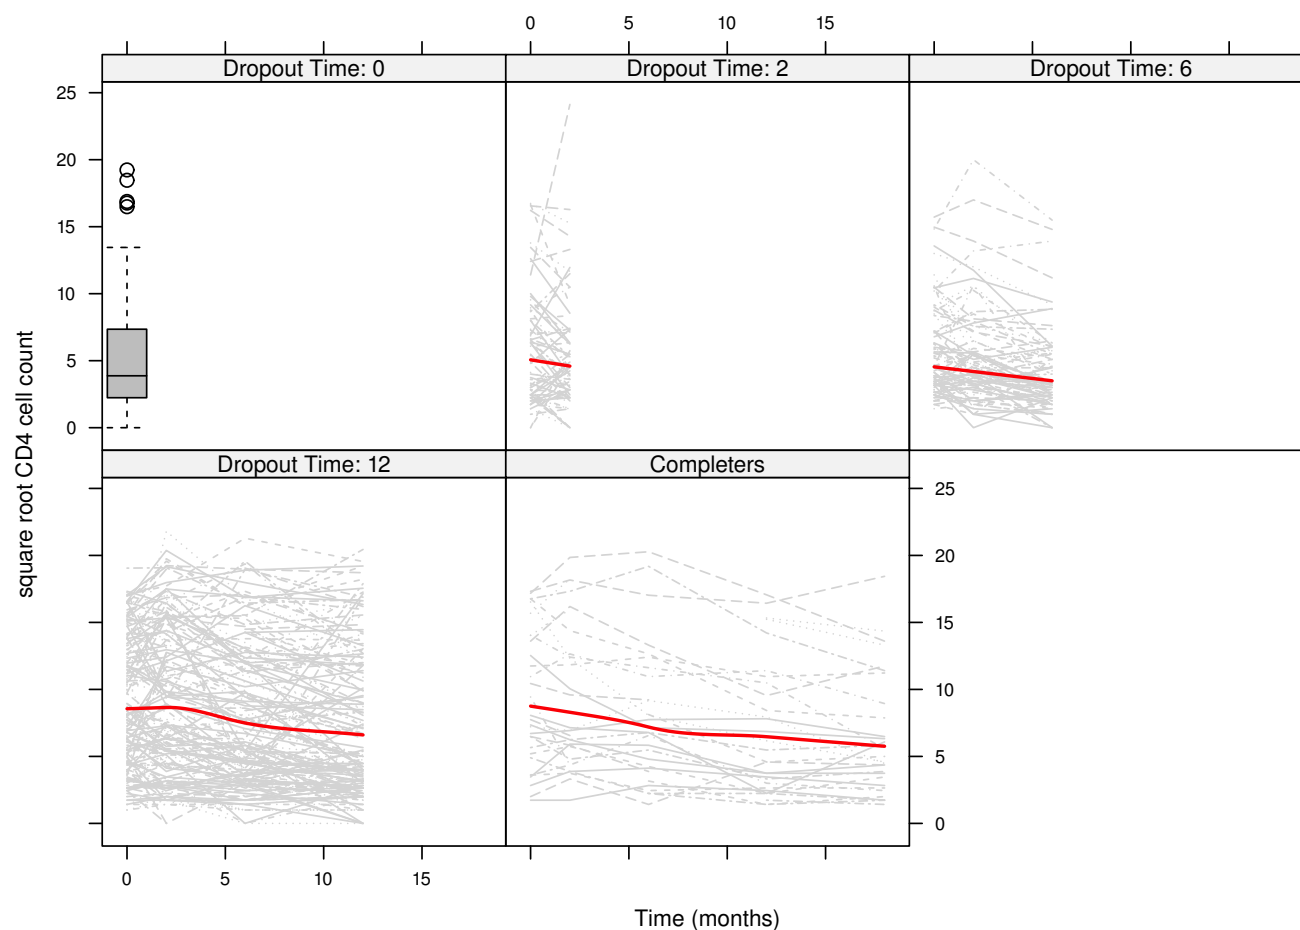 0 5 15
Dropout Time: 0
Dropout Time: 2
Dropout Time: 6
25
20
15
10
5
0
square root CD4 cell count
Dropout Time: 12
Completers
25
20
15
10
5
0
0 5 10 15
Time (months)